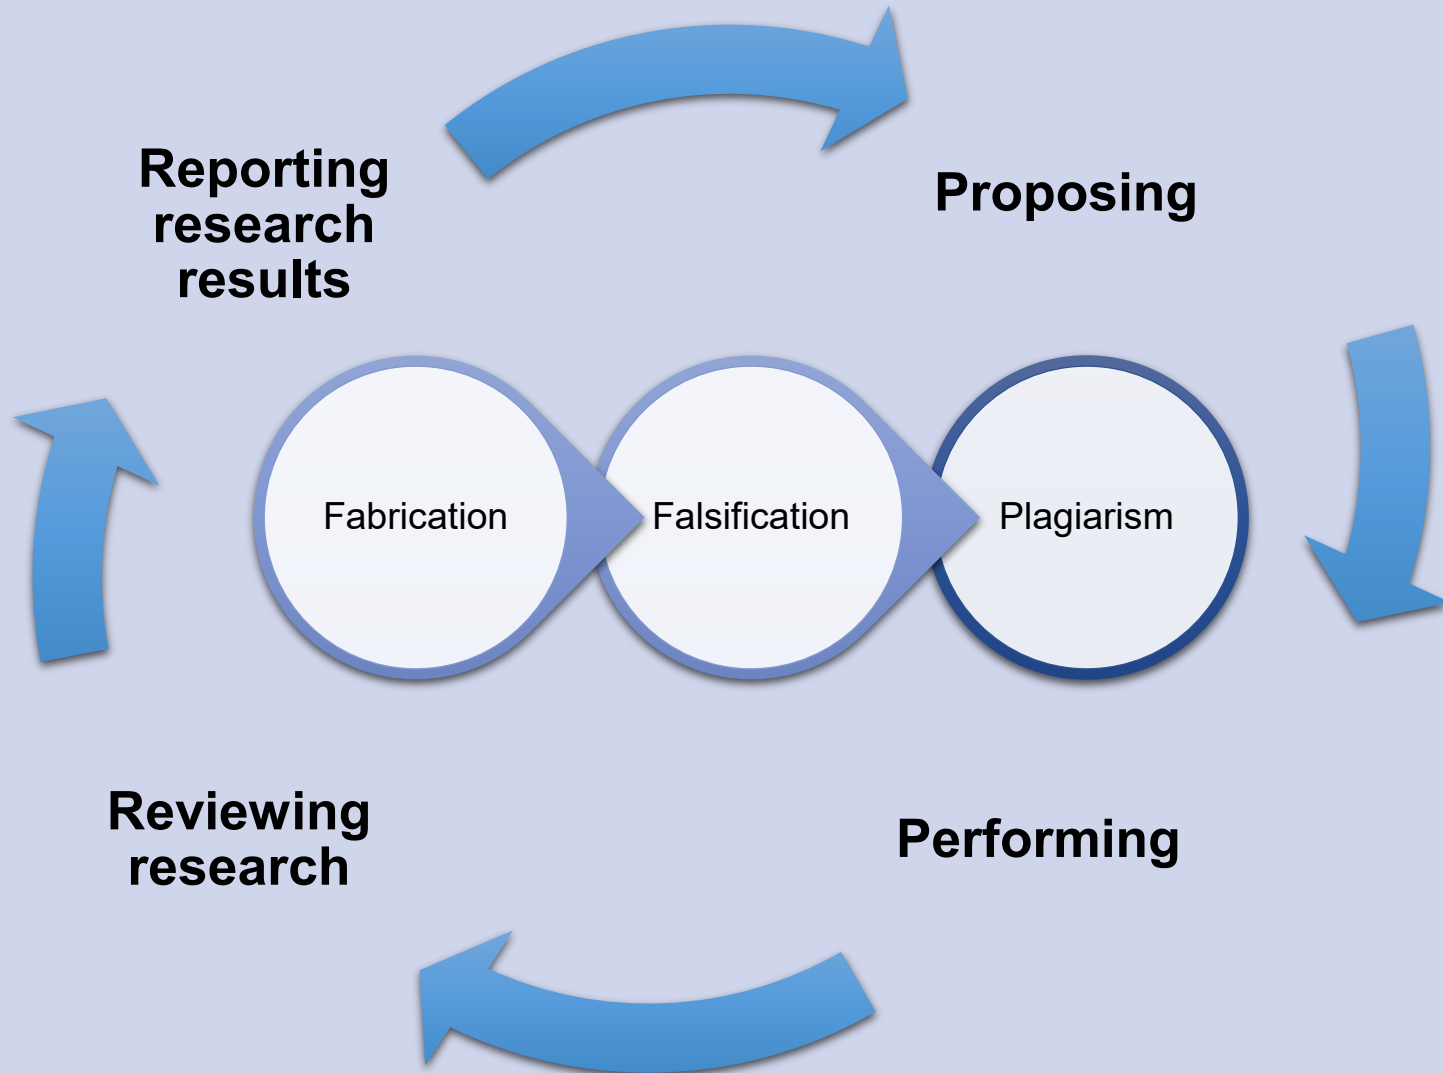 Reporting
research
results
Proposing
Fabrication
Falsification
Plagiarism
Reviewing
research
Performing